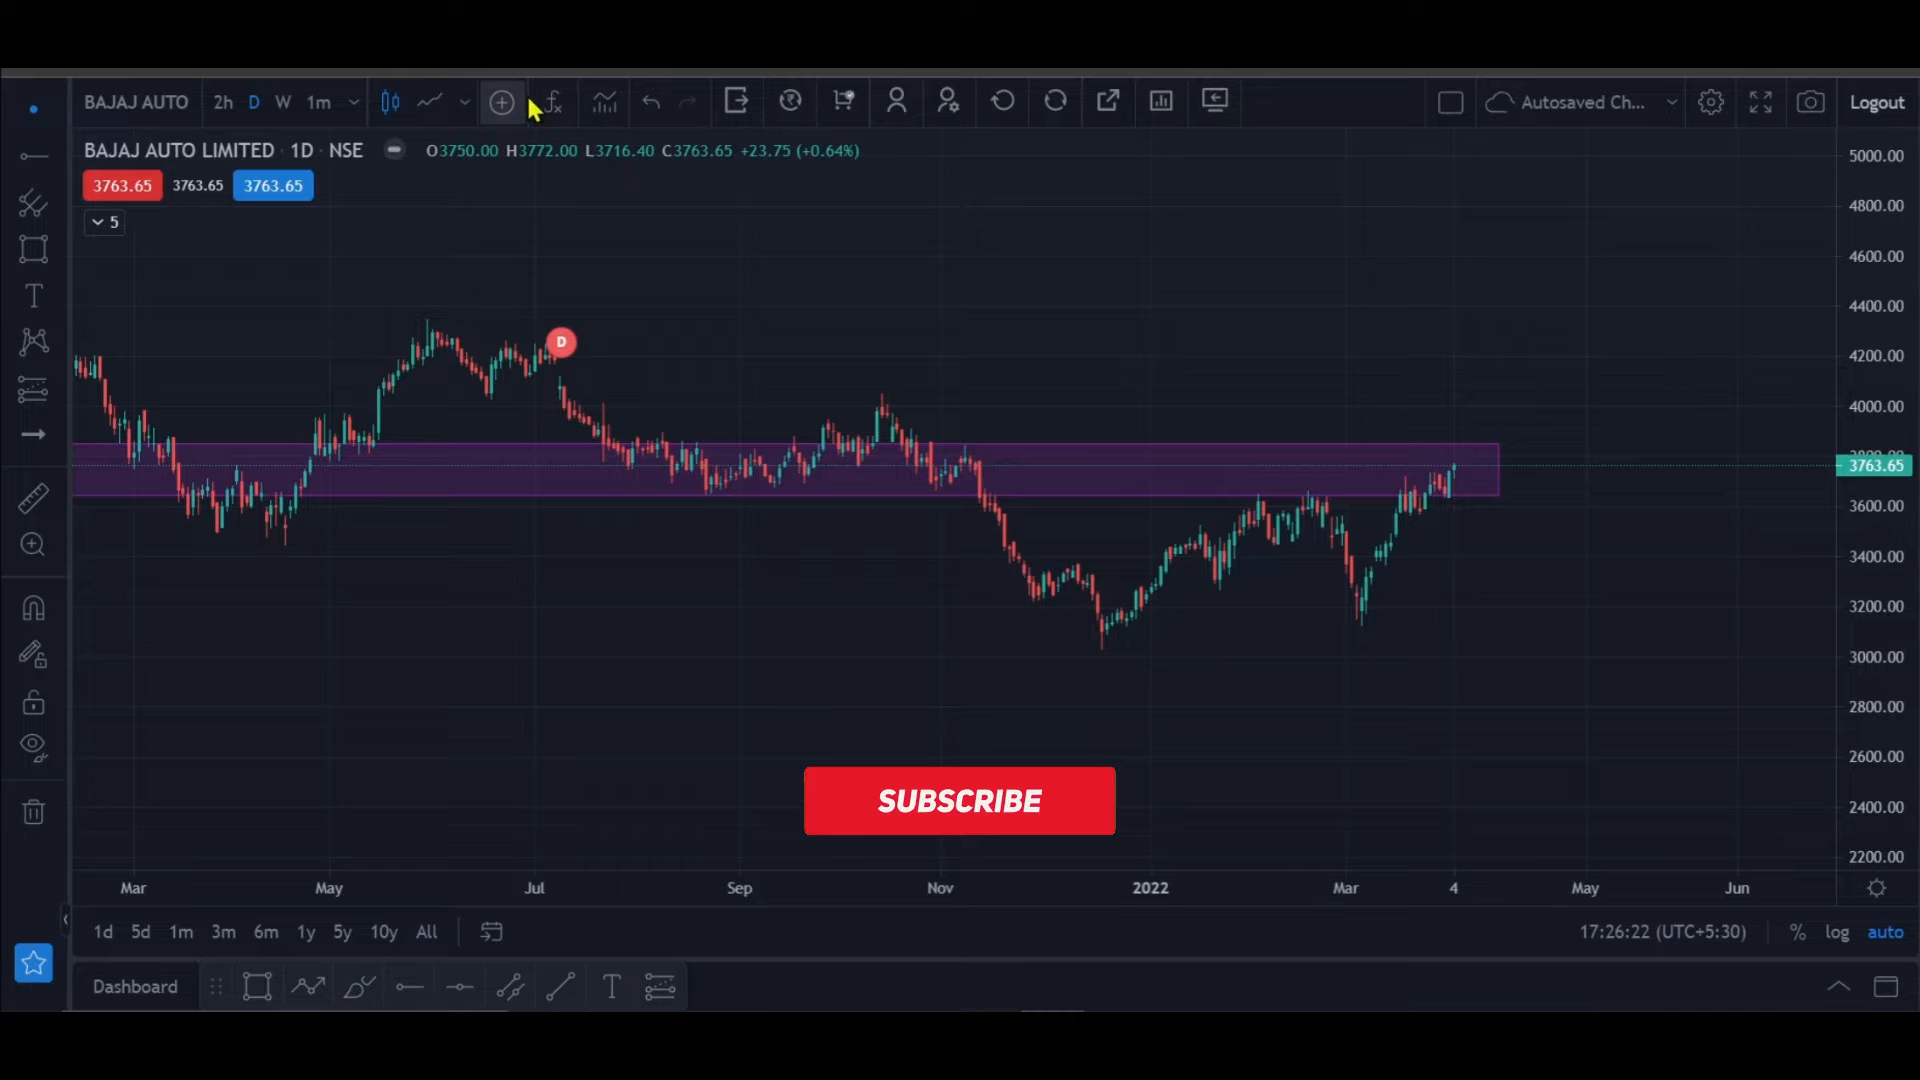 BAJAJ AUTO 2h D W 1m Autosaved Ch... Logout
BAJAJ AUTO LIMITED · 1D · NSE O3750.00 H3772.00 L3716.40 C3763.65 +23.75 (+0.64%)
3763.65 3763.65 3763.65
5
5000.00
4800.00
4600.00
4400.00
D
4200.00
4000.00
3800.00
3763.65
3600.00
3400.00
3200.00
3000.00
2800.00
2600.00
SUBSCRIBE
2400.00
2200.00
Mar May Jul Sep Nov 2022 Mar 4 May Jun
1d 5d 1m 3m 6m 1y 5y 10y All 17:26:22 (UTC+5:30) % log auto
Dashboard